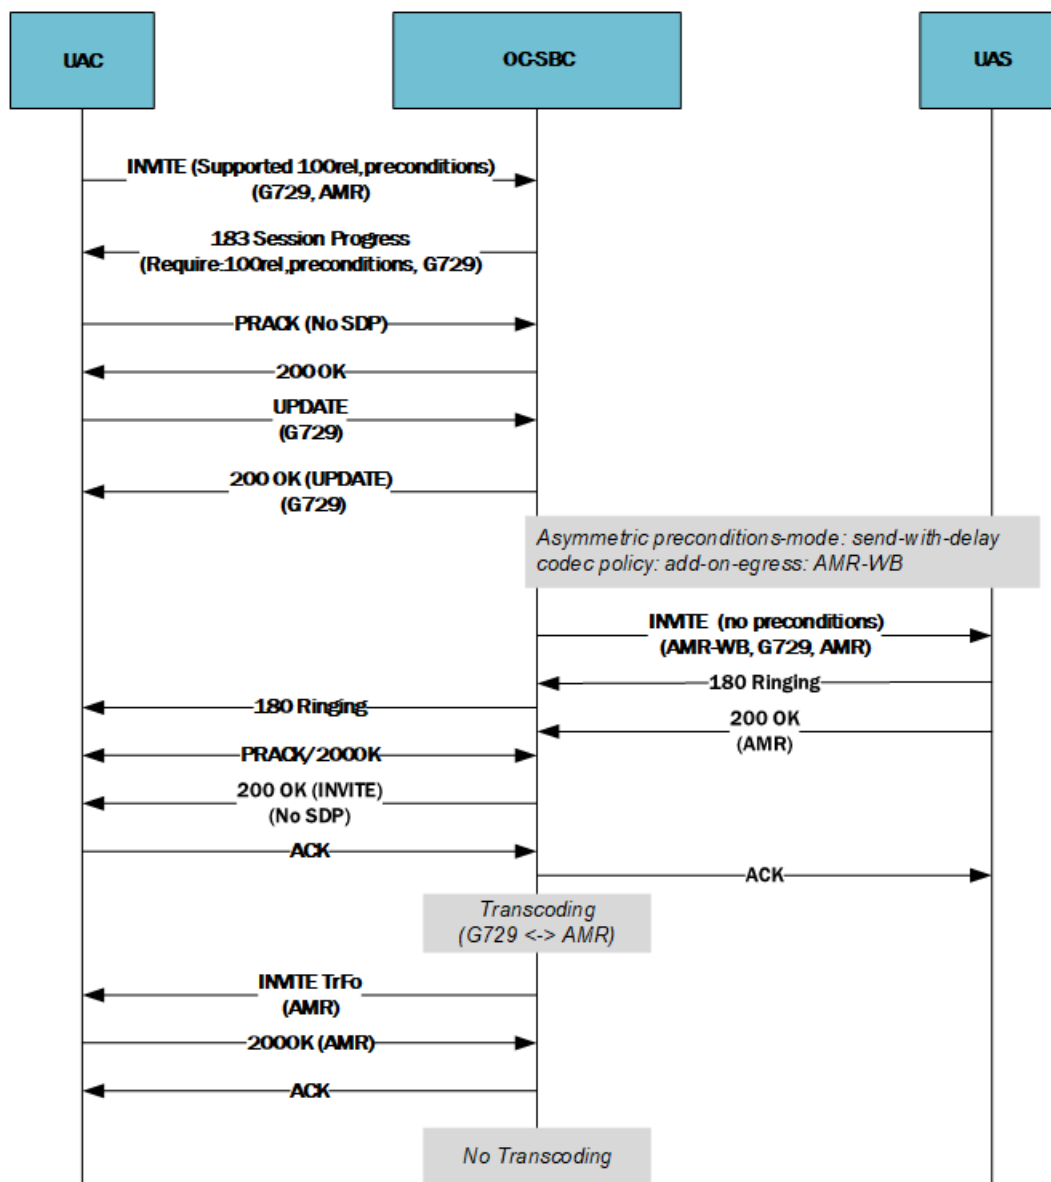 UAC
OC-SBC
UAS
INVITE (Supported 100rel,preconditions)
(G729, AMR)
183 Session Progress
(Require:100rel,preconditions, G729)
PRACK (No SDP)
200 OK
UPDATE
(G729)
200 OK (UPDATE)
(G729)
Asymmetric preconditions-mode: send-with-delay
codec policy: add-on-egress: AMR-WB
INVITE (no preconditions)
(AMR-WB, G729, AMR)
180 Ringing
180 Ringing
200 OK
(AMR)
PRACK/200OK
200 OK (INVITE)
(No SDP)
ACK
ACK
Transcoding
(G729 <-> AMR)
INVITE TrFo
(AMR)
200OK (AMR)
ACK
No Transcoding